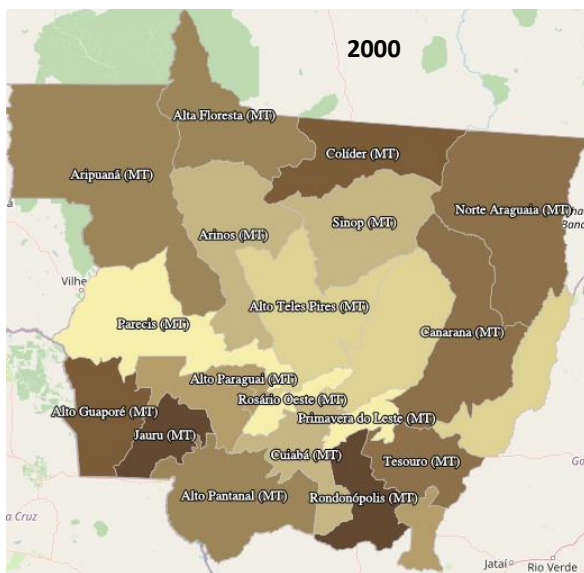 2000
Alta Floresta (MT)
Colíder (MT)
Aripuanã (MT)
Norte Araguaia (MT)
Arinos (MT)
Sinop (MT)
Vilhe
Alto Teles Pires (MT)
Parecis (MT)
Canarana (MT)
Alto Paraguai (MT)
Rosário Oeste (MT)
Alto Guaporé (MT)
Primavera do Leste (MT)
Jauru (MT)
Cuiabá (MT)
Tesouro (MT)
Alto Pantanal (MT)
Rondonópolis (MT)
a Cruz
Jataí
Rio Verde